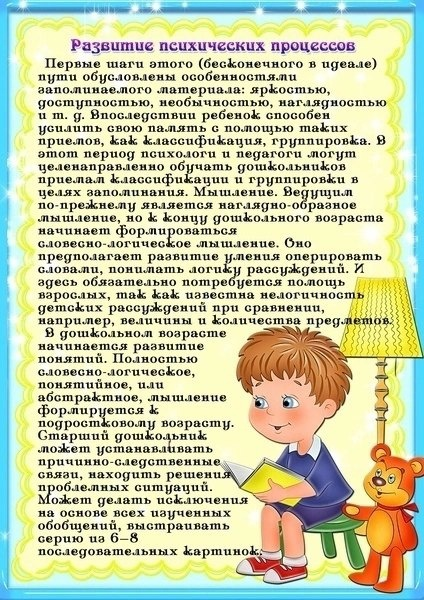 Развитие психических процессов
Первые шаги этого (бесконечного в идеале)
пути обусловлены особенностями
запоминаемого материала: яркостью,
доступностью, необычностью, наглядностью
и т. д. Впоследствии ребенок способен
усилить свою память с помощью таких
приемов, как классификация, группировка. В
этот период психологи и педагоги могут
целенаправленно обучать дошкольников
приемам классификации и группировки в
целях запоминания. Мышление. Ведущим
по-прежнему является наглядно-образное
мышление, но к концу дошкольного возраста
начинает формироваться
словесно-логическое мышление. Оно
предполагает развитие умения оперировать
словами, понимать логику рассуждений. И
здесь обязательно потребуется помощь
взрослых, так как известна нелогичность
детских рассуждений при сравнении,
например, величины и количества предметов.
В дошкольном возрасте
начинается развитие
понятий. Полностью
словесно-логическое,
понятийное, или
абстрактное, мышление
формируется к
подростковому возрасту.
Старший дошкольник
может устанавливать
причинно-следственные
связи, находить решения
проблемных ситуаций.
Может делать исключения
на основе всех изученных
обобщений, выстраивать
серию из 6–8
последовательных картинок.